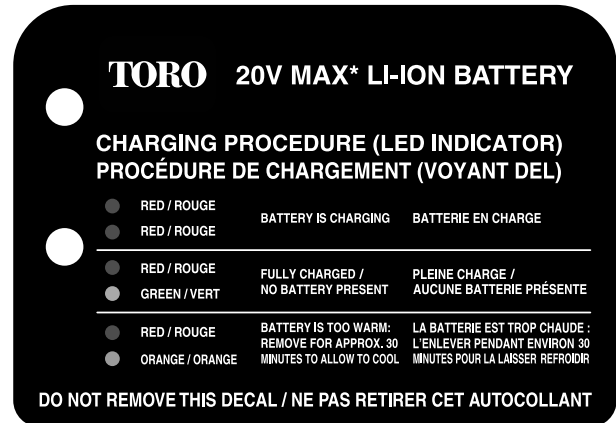 TORO 20V MAX* LI-ION BATTERY
CHARGING PROCEDURE (LED INDICATOR)
PROCÉDURE DE CHARGEMENT (VOYANT DEL)
RED / ROUGE
RED / ROUGE
BATTERY IS CHARGING
BATTERIE EN CHARGE
RED / ROUGE
GREEN / VERT
FULLY CHARGED /
NO BATTERY PRESENT
PLEINE CHARGE /
AUCUNE BATTERIE PRÉSENTE
RED / ROUGE
ORANGE / ORANGE
BATTERY IS TOO WARM:
REMOVE FOR APPROX. 30
MINUTES TO ALLOW TO COOL
LA BATTERIE EST TROP CHAUDE :
L'ENLEVER PENDANT ENVIRON 30
MINUTES POUR LA LAISSER REFROIDIR
DO NOT REMOVE THIS DECAL / NE PAS RETIRER CET AUTOCOLLANT